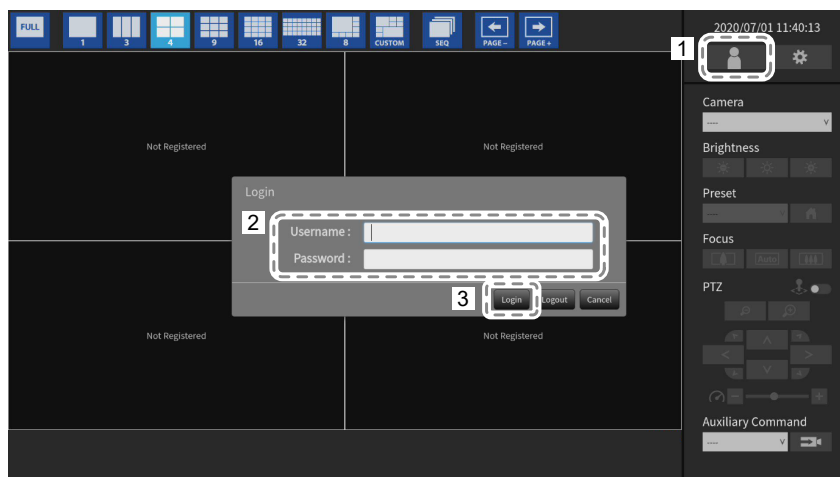 FULL
1
3
4
9
16
32
8
CUSTOM
SEQ
PAGE−
PAGE+
2020/07/01 11:40:13
1
Camera
----
Brightness
Not Registered
Not Registered
Preset
Login
2
Username :
Password :
Focus
Auto
PTZ
3
Login
Logout
Cancel
Not Registered
Not Registered
Auxiliary Command
----